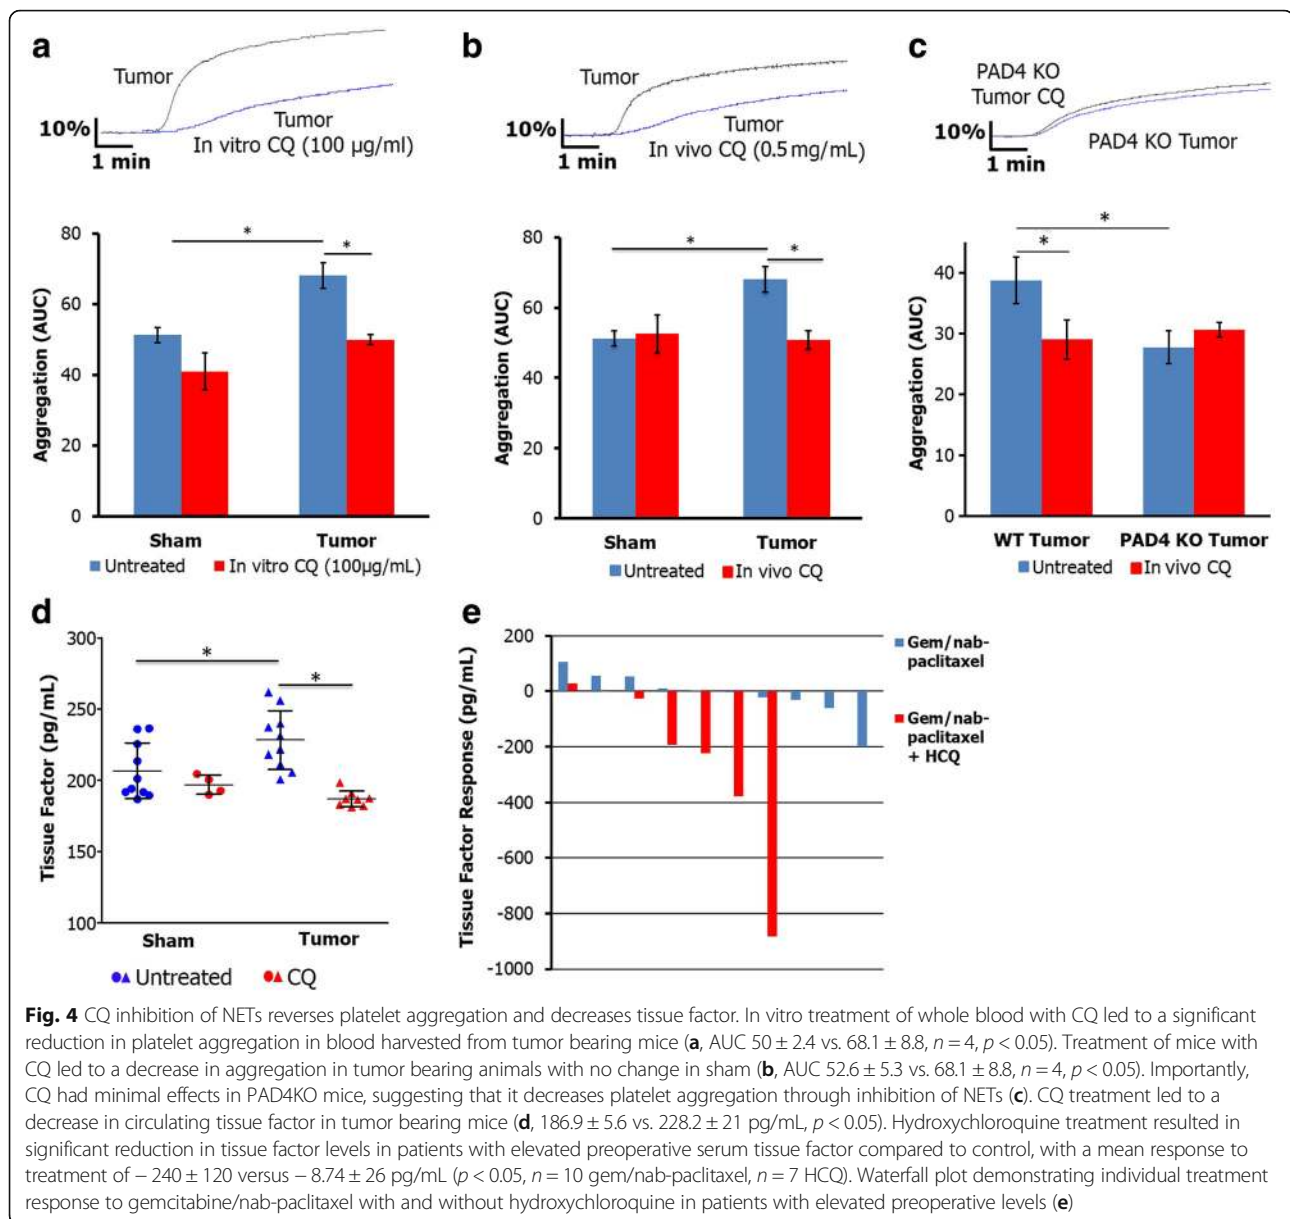 a
Tumor
Tumor
In vitro CQ (100 µg/ml)
10%
1 min
Aggregation (AUC)
80
60
40
20
0
*
*
Sham
Tumor
Untreated
In vitro CQ (100µg/mL)
b
Tumor
Tumor
In vivo CQ (0.5 mg/mL)
10%
1 min
Aggregation (AUC)
80
60
40
20
0
*
*
Sham
Tumor
Untreated
In vivo CQ
c
PAD4 KO
Tumor CQ
PAD4 KO Tumor
10%
1 min
Aggregation (AUC)
40
30
20
10
0
*
*
WT Tumor
PAD4 KO Tumor
Untreated
In vivo CQ
d
Tissue Factor (pg/mL)
300
250
200
150
100
*
*
Sham
Tumor
Untreated
CQ
e
Tissue Factor Response (pg/mL)
200
0
-200
-400
-600
-800
-1000
Gem/nab-
paclitaxel
Gem/nab-
paclitaxel
+ HCQ
Fig. 4 CQ inhibition of NETs reverses platelet aggregation and decreases tissue factor. In vitro treatment of whole blood with CQ led to a significant
reduction in platelet aggregation in blood harvested from tumor bearing mice (a, AUC 50 ± 2.4 vs. 68.1 ± 8.8, n = 4, p < 0.05). Treatment of mice with
CQ led to a decrease in aggregation in tumor bearing animals with no change in sham (b, AUC 52.6 ± 5.3 vs. 68.1 ± 8.8, n = 4, p < 0.05). Importantly,
CQ had minimal effects in PAD4KO mice, suggesting that it decreases platelet aggregation through inhibition of NETs (c). CQ treatment led to a
decrease in circulating tissue factor in tumor bearing mice (d, 186.9 ± 5.6 vs. 228.2 ± 21 pg/mL, p < 0.05). Hydroxychloroquine treatment resulted in
significant reduction in tissue factor levels in patients with elevated preoperative serum tissue factor compared to control, with a mean response to
treatment of − 240 ± 120 versus − 8.74 ± 26 pg/mL (p < 0.05, n = 10 gem/nab-paclitaxel, n = 7 HCQ). Waterfall plot demonstrating individual treatment
response to gemcitabine/nab-paclitaxel with and without hydroxychloroquine in patients with elevated preoperative levels (e)